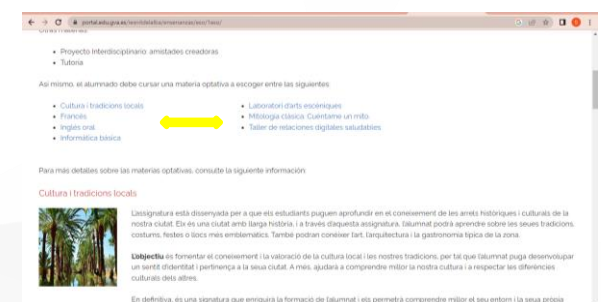 portal.edu.gva.es/
Otras materias
Proyecto Interdisciplinario: amistades creadoras
Tutoría
Así mismo, el alumnado debe cursar una materia optativa a escoger entre las siguientes:
Cultura i tradicions locals
Francés
Inglés oral
Informática básica
Laboratori d'arts escèniques
Mitología clásica: Cuéntame un mito.
Taller de relaciones digitales saludables
Para más detalles sobre las materias optativas, consulte la siguiente información:
Cultura i tradicions locals
L'assignatura està dissenyada per a que els estudiants puguen aprofundir en el coneixement de les arrels històriques i culturals de la
nostra ciutat. Elx és una ciutat amb llarga història, i a través d'aquesta assignatura, l'alumnat podrà aprendre sobre les seues tradicions,
costums, festes o llocs més emblemàtics. També podran conéixer l'art, l'arquitectura i la gastronomia típica de la zona.
L'objectiu és fomentar el coneixement i la valoració de la cultura local i les nostres tradicions, per tal que l'alumnat puga desenvolupar
un sentit d'identitat i pertinença a la seua ciutat. A més, ajudarà a comprendre millor la nostra cultura i a respectar les diferències
culturals dels altres.
En definitiva, és una signatura que enriquirà la formació de l'alumnat i els permetrà comprendre millor el seu entorn i la seua pròpia